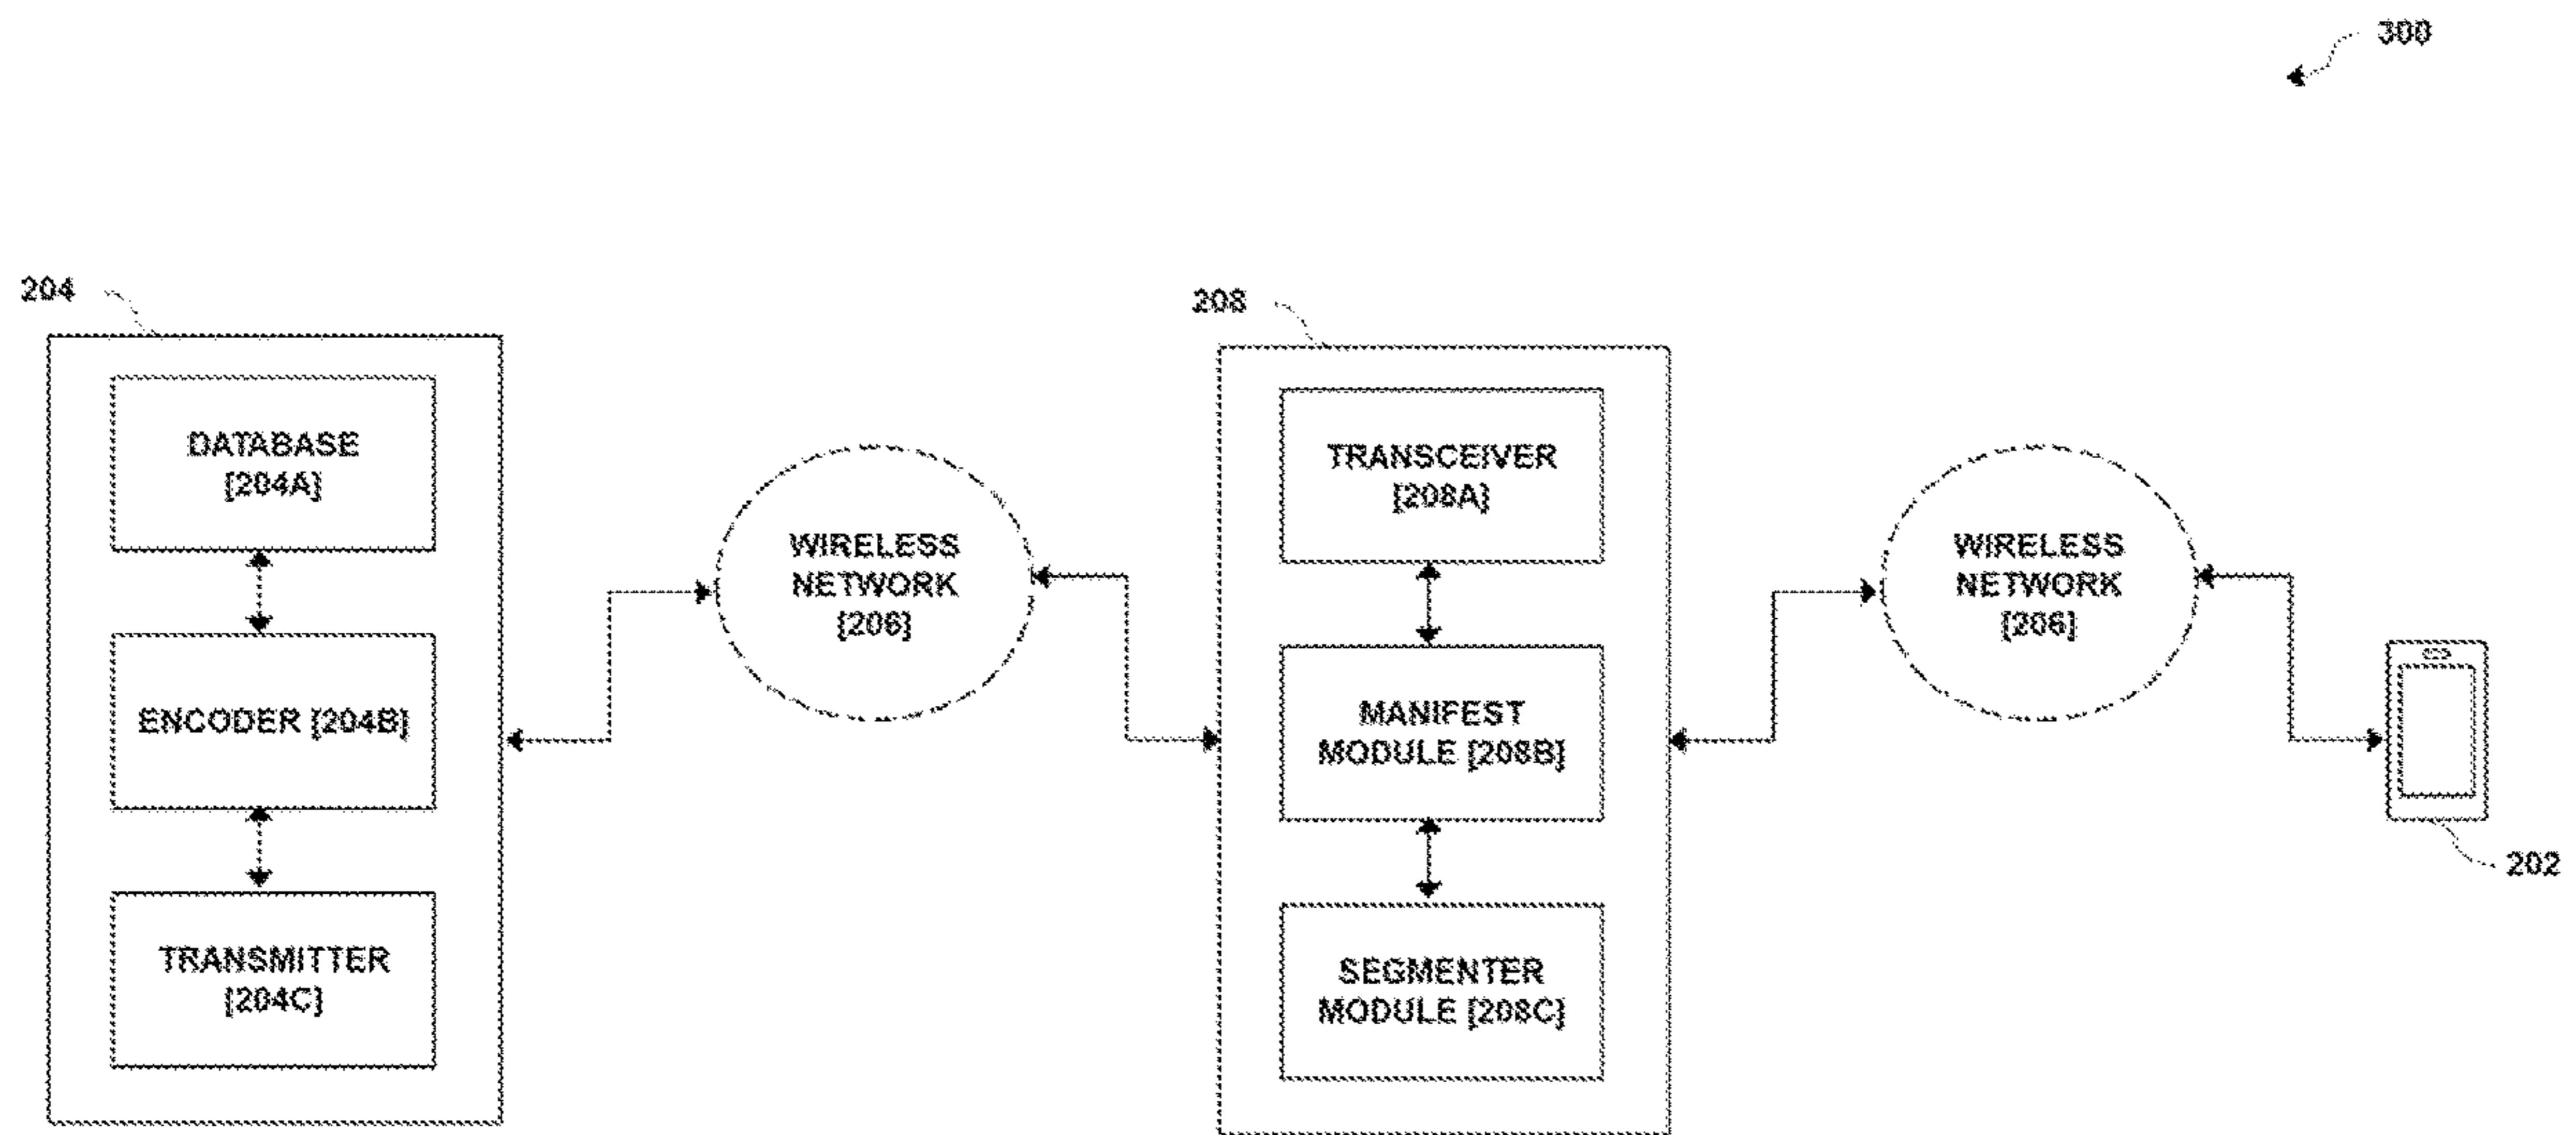 300
204
208
DATABASE
[204A]
ENCODER [204B]
TRANSMITTER
[204C]
WIRELESS
NETWORK
[206]
TRANSCEIVER
[208A]
MANIFEST
MODULE [208B]
SEGMENTER
MODULE [208C]
WIRELESS
NETWORK
[206]
202